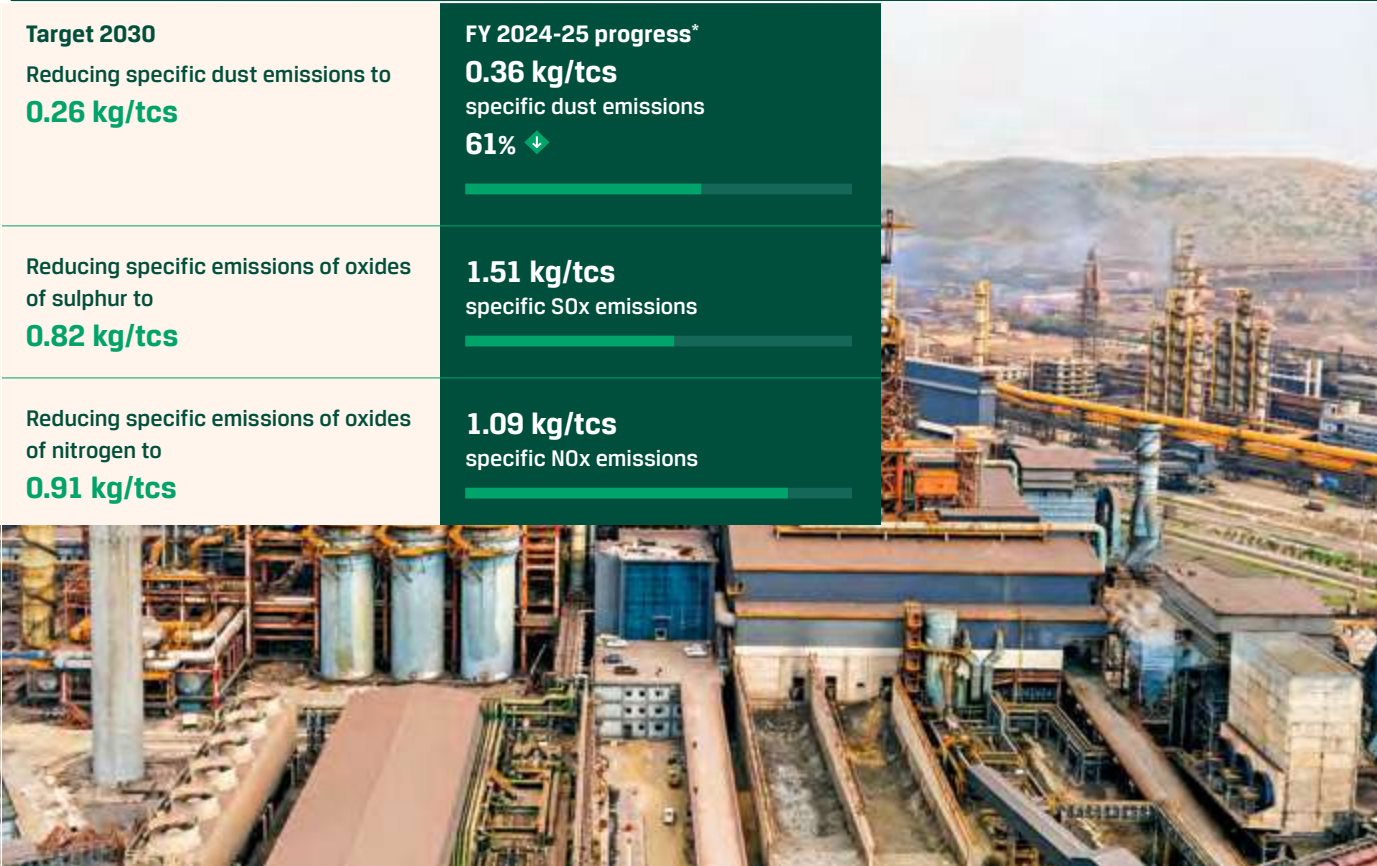 Target 2030
Reducing specific dust emissions to
0.26 kg/tcs
FY 2024-25 progress*
0.36 kg/tcs
specific dust emissions
61%
Reducing specific emissions of oxides
of sulphur to
0.82 kg/tcs
1.51 kg/tcs
specific SOx emissions
Reducing specific emissions of oxides
of nitrogen to
0.91 kg/tcs
1.09 kg/tcs
specific NOx emissions